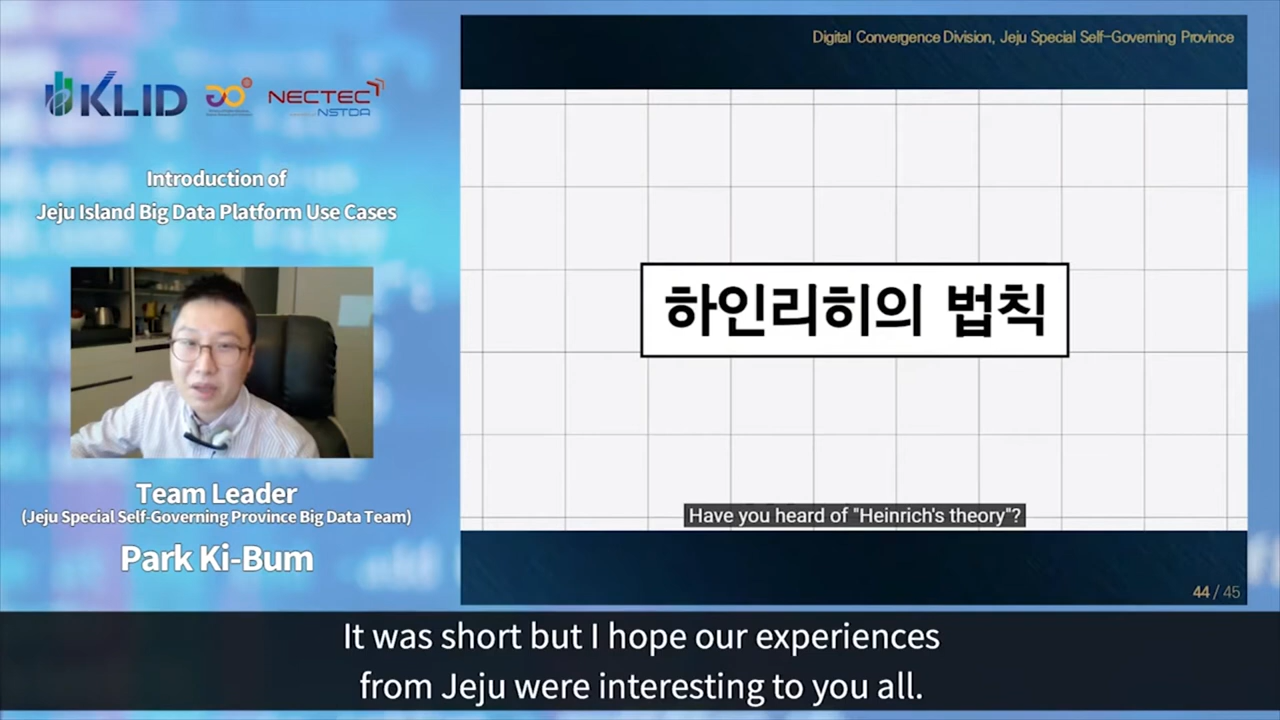 KLID
NECTEC
NSTDA
Introduction of
Jeju Island Big Data Platform Use Cases
Team Leader
(Jeju Special Self-Governing Province Big Data Team)
Park Ki-Bum
Digital Convergence Division, Jeju Special Self-Governing Province
하인리히의 법칙
Have you heard of "Heinrich's theory"?
44 / 45
It was short but I hope our experiences
from Jeju were interesting to you all.